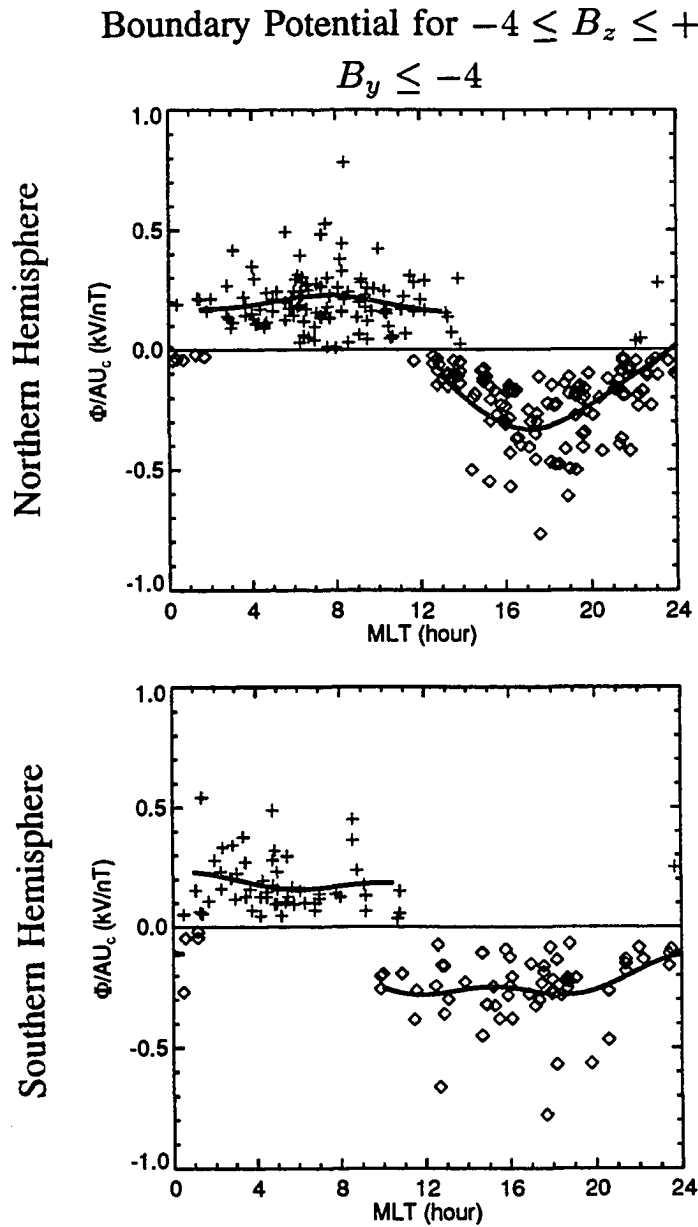 Boundary Potential for −4 ≤ B_z ≤ +
B_y ≤ −4
Northern Hemisphere
Φ/AU_c (kV/nT)
1.0
0.5
0.0
-0.5
-1.0
0 4 8 12 16 20 24
MLT (hour)
Southern Hemisphere
Φ/AU_c (kV/nT)
1.0
0.5
0.0
-0.5
-1.0
0 4 8 12 16 20 24
MLT (hour)